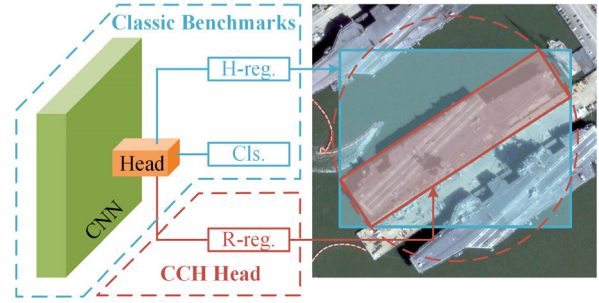 Classic Benchmarks
H-reg.
Head
Cls.
CNN
R-reg.
CCH Head